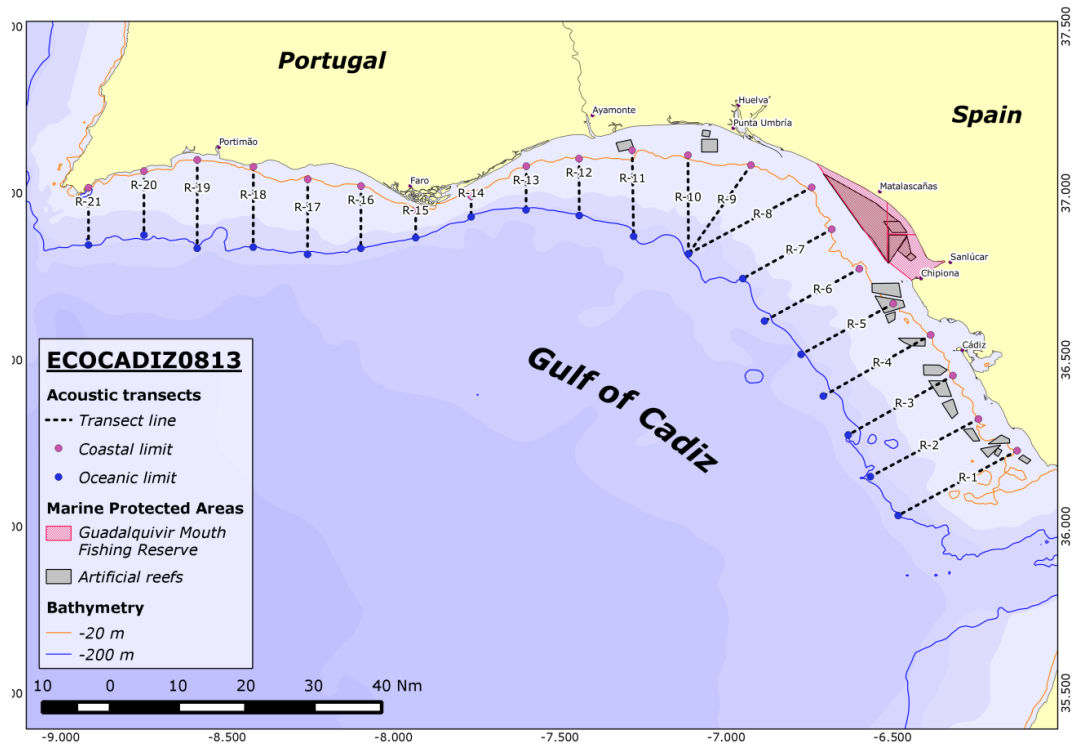 Portugal
Spain
Huelva
Ayamonte
Punta Umbría
Portimão
Faro
Matalascañas
Sanlúcar
Chipiona
Cádiz
R-21
R-20
R-19
R-18
R-17
R-16
R-15
R-14
R-13
R-12
R-11
R-10
R-9
R-8
R-7
R-6
R-5
R-4
R-3
R-2
R-1
Gulf of Cadiz
ECOCADIZ0813
Acoustic transects
Transect line
Coastal limit
Oceanic limit
Marine Protected Areas
Guadalquivir Mouth
Fishing Reserve
Artificial reefs
Bathymetry
-20 m
-200 m
10 0 10 20 30 40 Nm
-9.000 -8.500 -8.000 -7.500 -7.000 -6.500
37.500
37.000
36.500
36.000
35.500